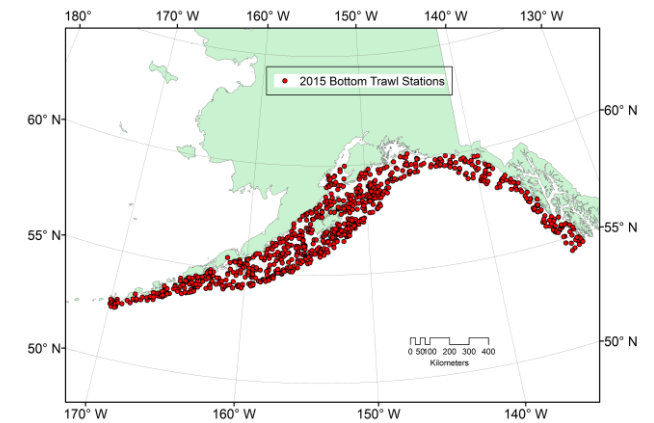 180° 170° W 160° W 150° W 140° W 130° W
2015 Bottom Trawl Stations
60° N 60° N
55° N 55° N
50° N 50° N
0 50100 200 300 400
Kilometers
170° W 160° W 150° W 140° W